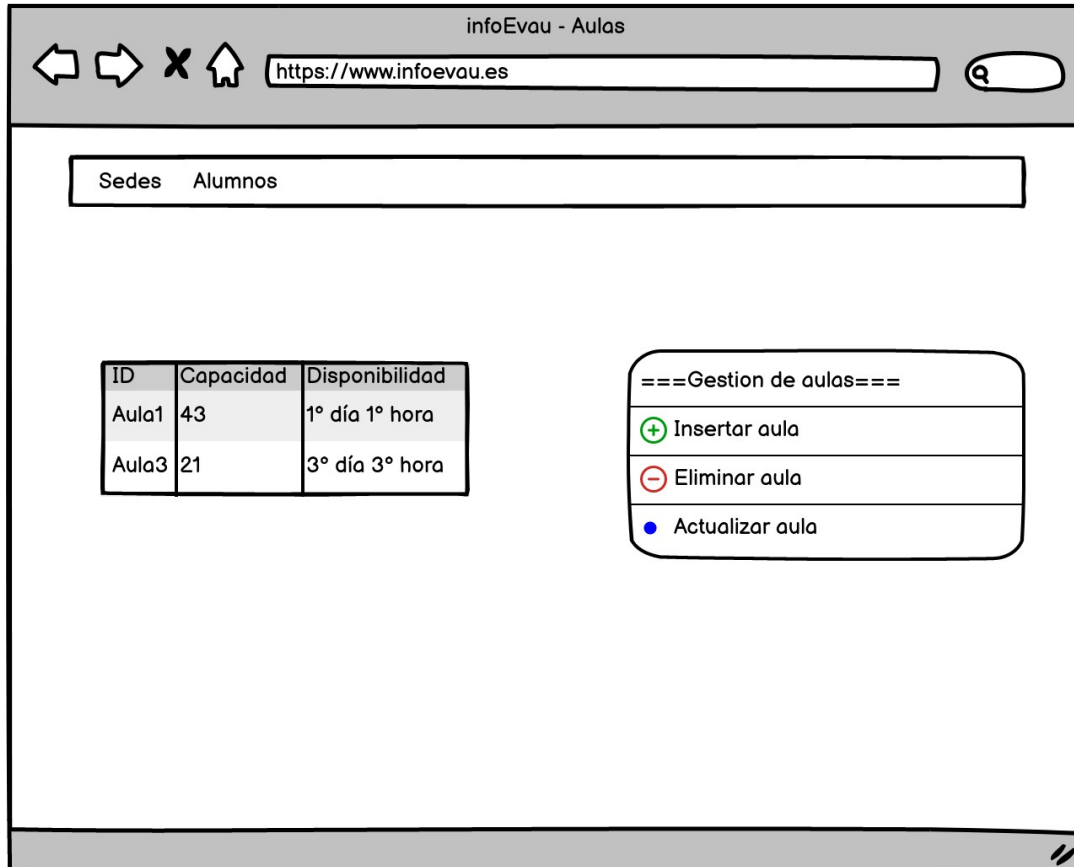 infoEvau - Aulas
https://www.infoevau.es
Sedes Alumnos
ID Capacidad Disponibilidad
Aula1 43 1º día 1º hora
Aula3 21 3º día 3º hora
===Gestion de aulas===
Insertar aula
Eliminar aula
Actualizar aula